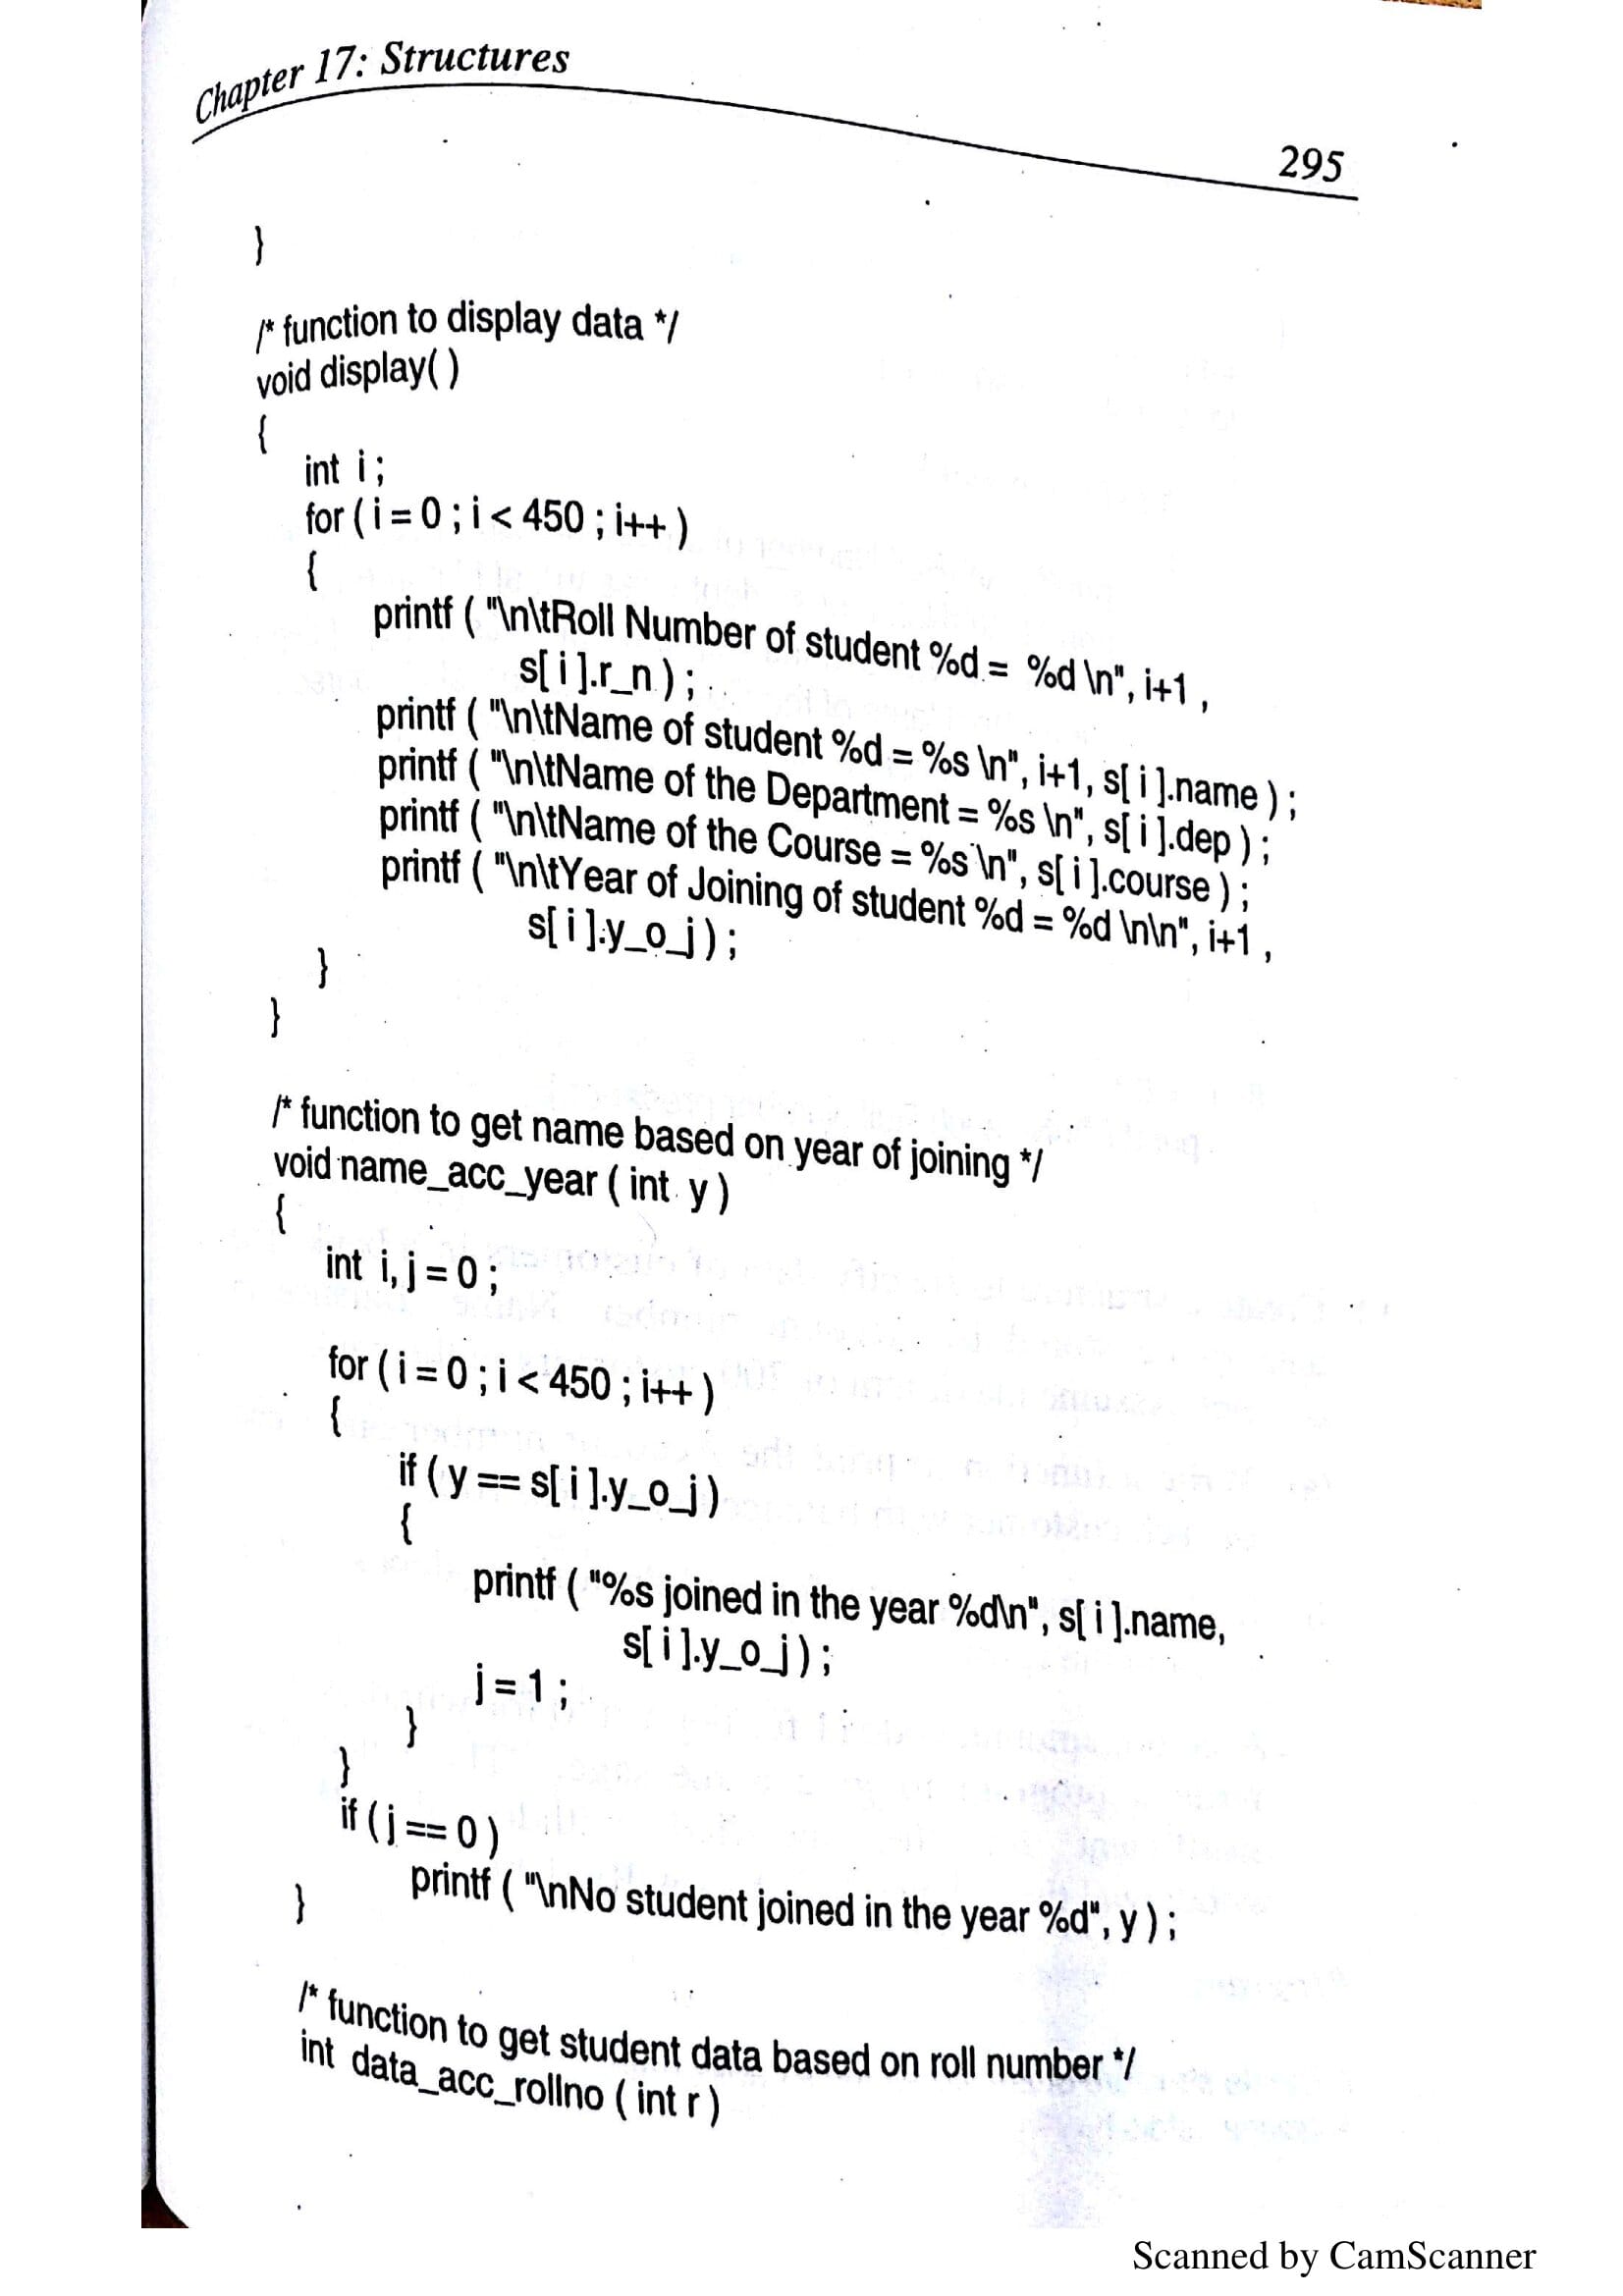 Chapter 17: Structures
295
}
/* function to display data */
void display( )
{
int i ;
for ( i = 0 ; i < 450 ; i++ )
{
printf ( "\n\tRoll Number of student %d = %d \n", i+1 ,
s[ i ].r_n ) ;
printf ( "\n\tName of student %d = %s \n", i+1, s[ i ].name ) ;
printf ( "\n\tName of the Department = %s \n", s[ i ].dep ) ;
printf ( "\n\tName of the Course = %s \n", s[ i ].course ) ;
printf ( "\n\tYear of Joining of student %d = %d \n\n", i+1 ,
s[ i ].y_o_j ) ;
}
}
/* function to get name based on year of joining */
void name_acc_year ( int y )
{
int i, j = 0 ;
for ( i = 0 ; i < 450 ; i++ )
{
if ( y == s[ i ].y_o_j )
{
printf ( "%s joined in the year %d\n", s[ i ].name,
s[ i ].y_o_j ) ;
j = 1 ;
}
}
if ( j == 0 )
printf ( "\nNo student joined in the year %d", y ) ;
}
/* function to get student data based on roll number */
int data_acc_rollno ( int r )
Scanned by CamScanner